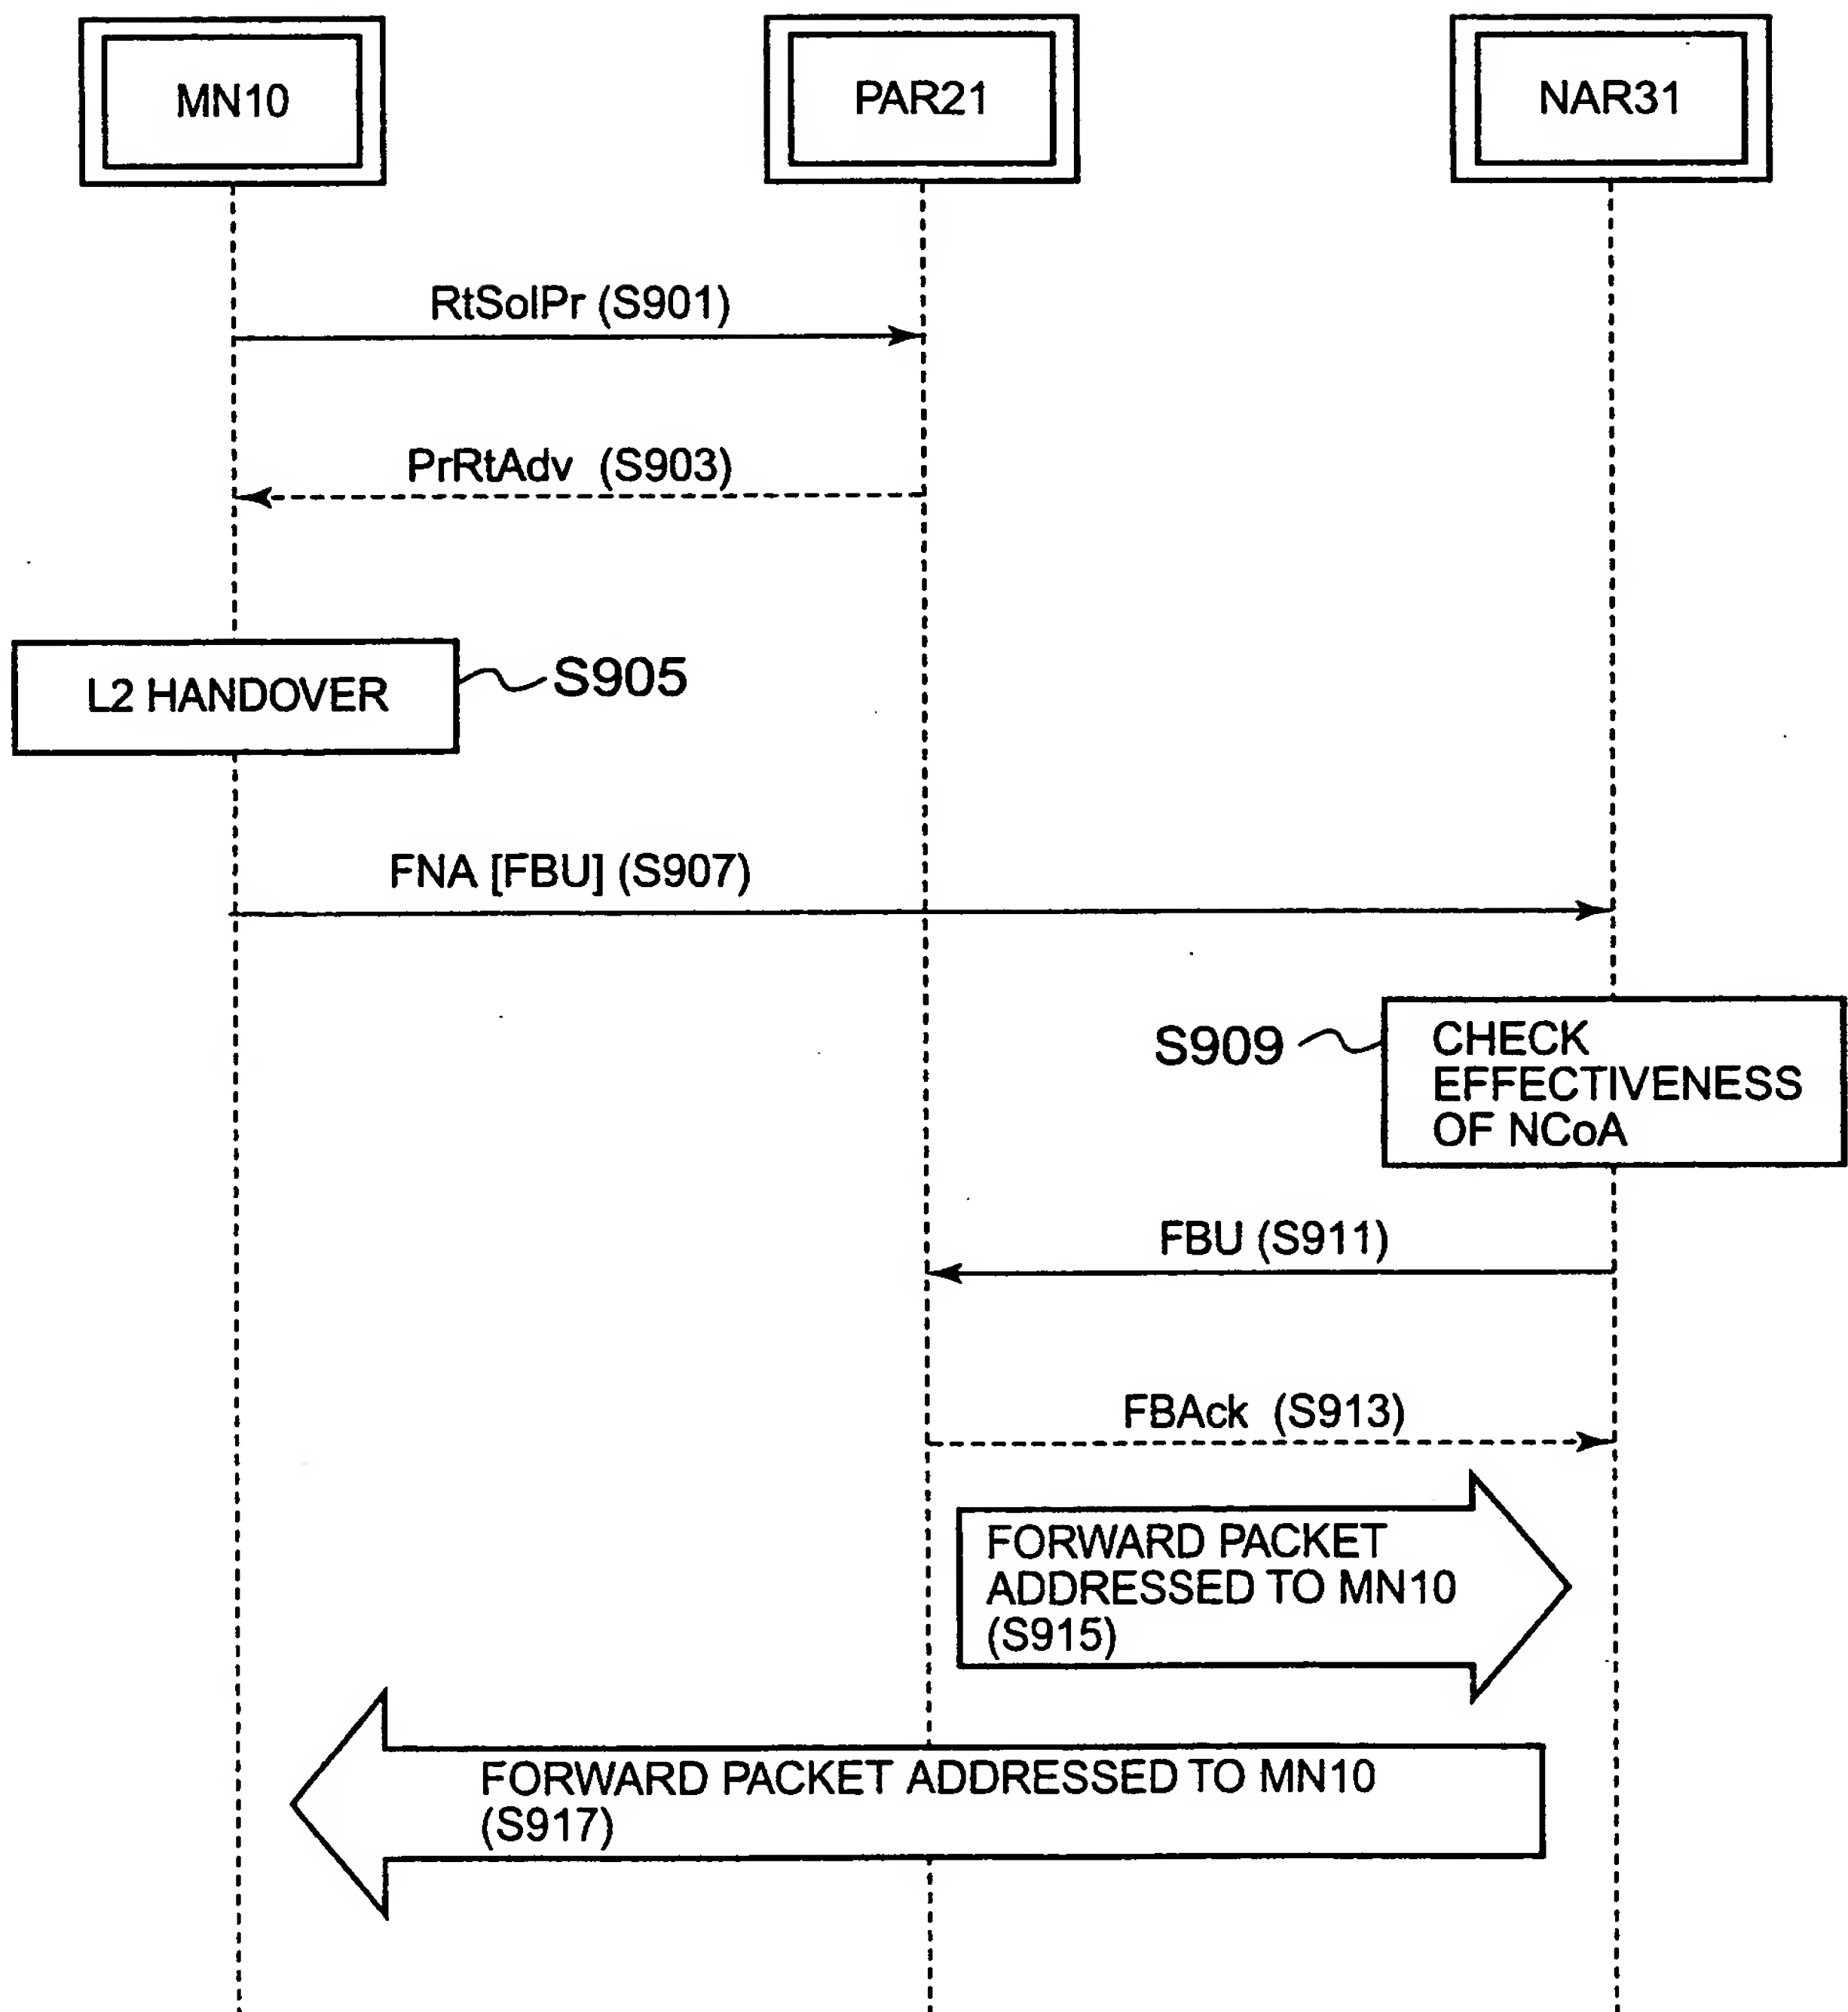 MN10
PAR21
NAR31
RtSolPr (S901)
PrRtAdv (S903)
L2 HANDOVER
S905
FNA [FBU] (S907)
S909
CHECK
EFFECTIVENESS
OF NCoA
FBU (S911)
FBAck (S913)
FORWARD PACKET
ADDRESSED TO MN10
(S915)
FORWARD PACKET ADDRESSED TO MN10
(S917)